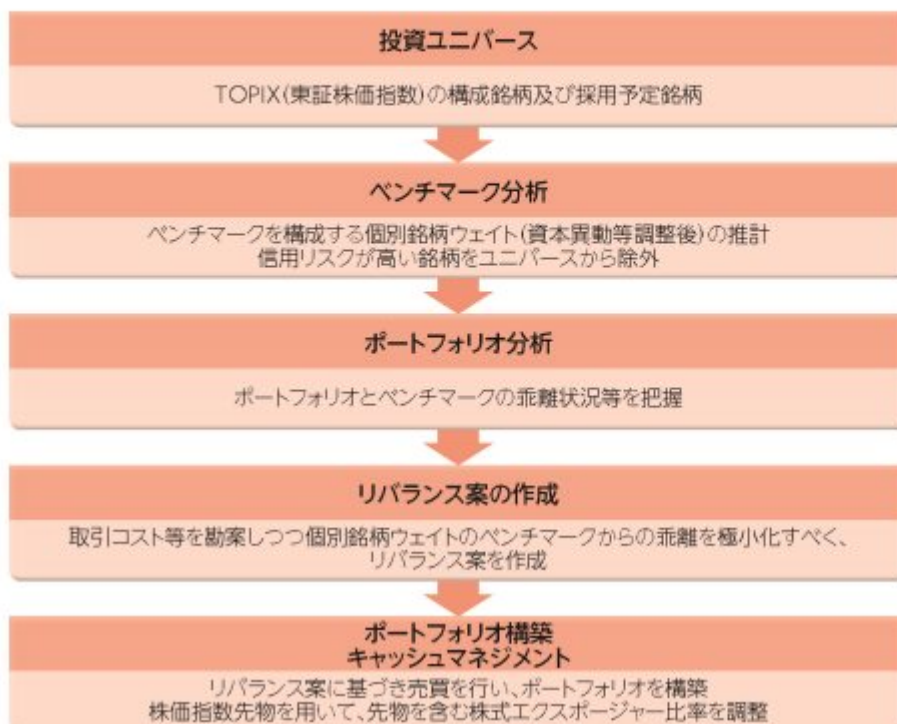 投資ユニバース
TOPIX(東証株価指数)の構成銘柄及び採用予定銘柄
ベンチマーク分析
ベンチマークを構成する個別銘柄ウェイト(資本異動等調整後)の推計
信用リスクが高い銘柄をユニバースから除外
ポートフォリオ分析
ポートフォリオとベンチマークの乖離状況等を把握
リバランス案の作成
取引コスト等を勘案しつつ個別銘柄ウェイトのベンチマークからの乖離を極小化すべく、
リバランス案を作成
ポートフォリオ構築
キャッシュマネジメント
リバランス案に基づき売買を行い、ポートフォリオを構築
株価指数先物を用いて、先物を含む株式エクスポージャー比率を調整